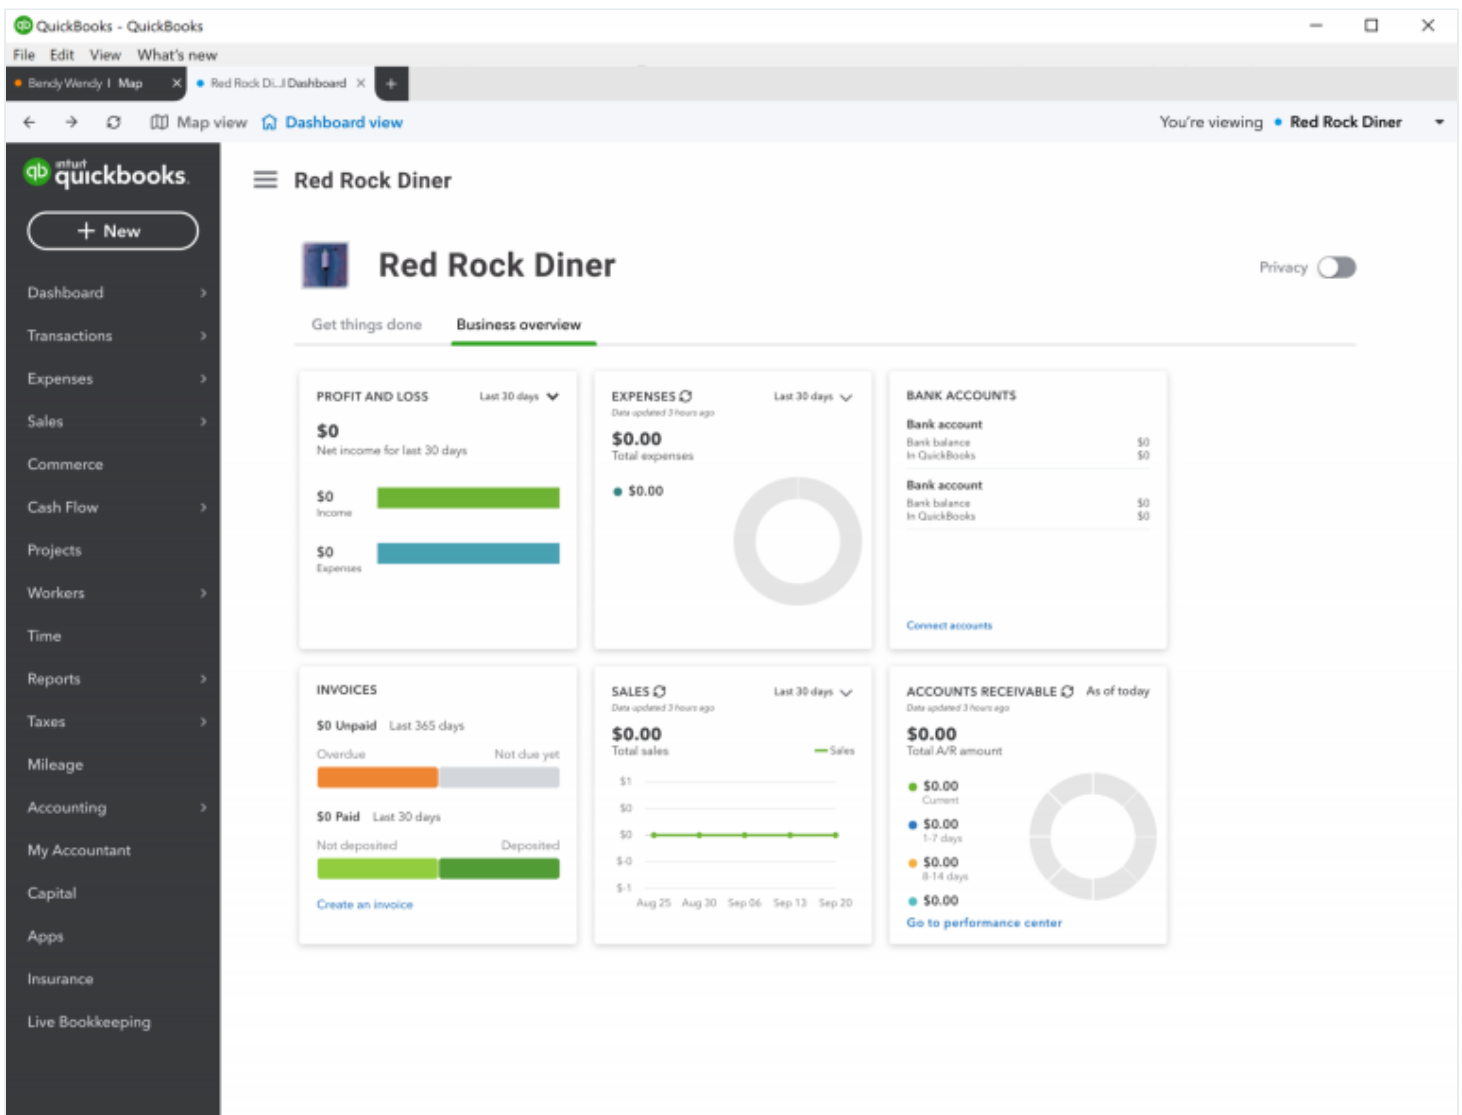 QuickBooks - QuickBooks
File Edit View What's new
Bendy Wendy | Map
Red Rock Di...| Dashboard
Map view
Dashboard view
You're viewing Red Rock Diner
qb intuit quickbooks.
+ New
Dashboard
Transactions
Expenses
Sales
Commerce
Cash Flow
Projects
Workers
Time
Reports
Taxes
Mileage
Accounting
My Accountant
Capital
Apps
Insurance
Live Bookkeeping
Red Rock Diner
Red Rock Diner
Privacy
Get things done
Business overview
PROFIT AND LOSS
Last 30 days
$0
Net income for last 30 days
$0
Income
$0
Expenses
EXPENSES
Last 30 days
Data updated 3 hours ago
$0.00
Total expenses
$0.00
BANK ACCOUNTS
Bank account
Bank balance $0
In QuickBooks $0
Bank account
Bank balance $0
In QuickBooks $0
Connect accounts
INVOICES
$0 Unpaid Last 365 days
Overdue Not due yet
$0 Paid Last 30 days
Not deposited Deposited
Create an invoice
SALES
Last 30 days
Data updated 3 hours ago
$0.00
Total sales
Sales
$1
$0
$0
$-0
$-1
Aug 25 Aug 30 Sep 06 Sep 13 Sep 20
ACCOUNTS RECEIVABLE As of today
Data updated 3 hours ago
$0.00
Total A/R amount
$0.00
Current
$0.00
1-7 days
$0.00
8-14 days
$0.00
Go to performance center